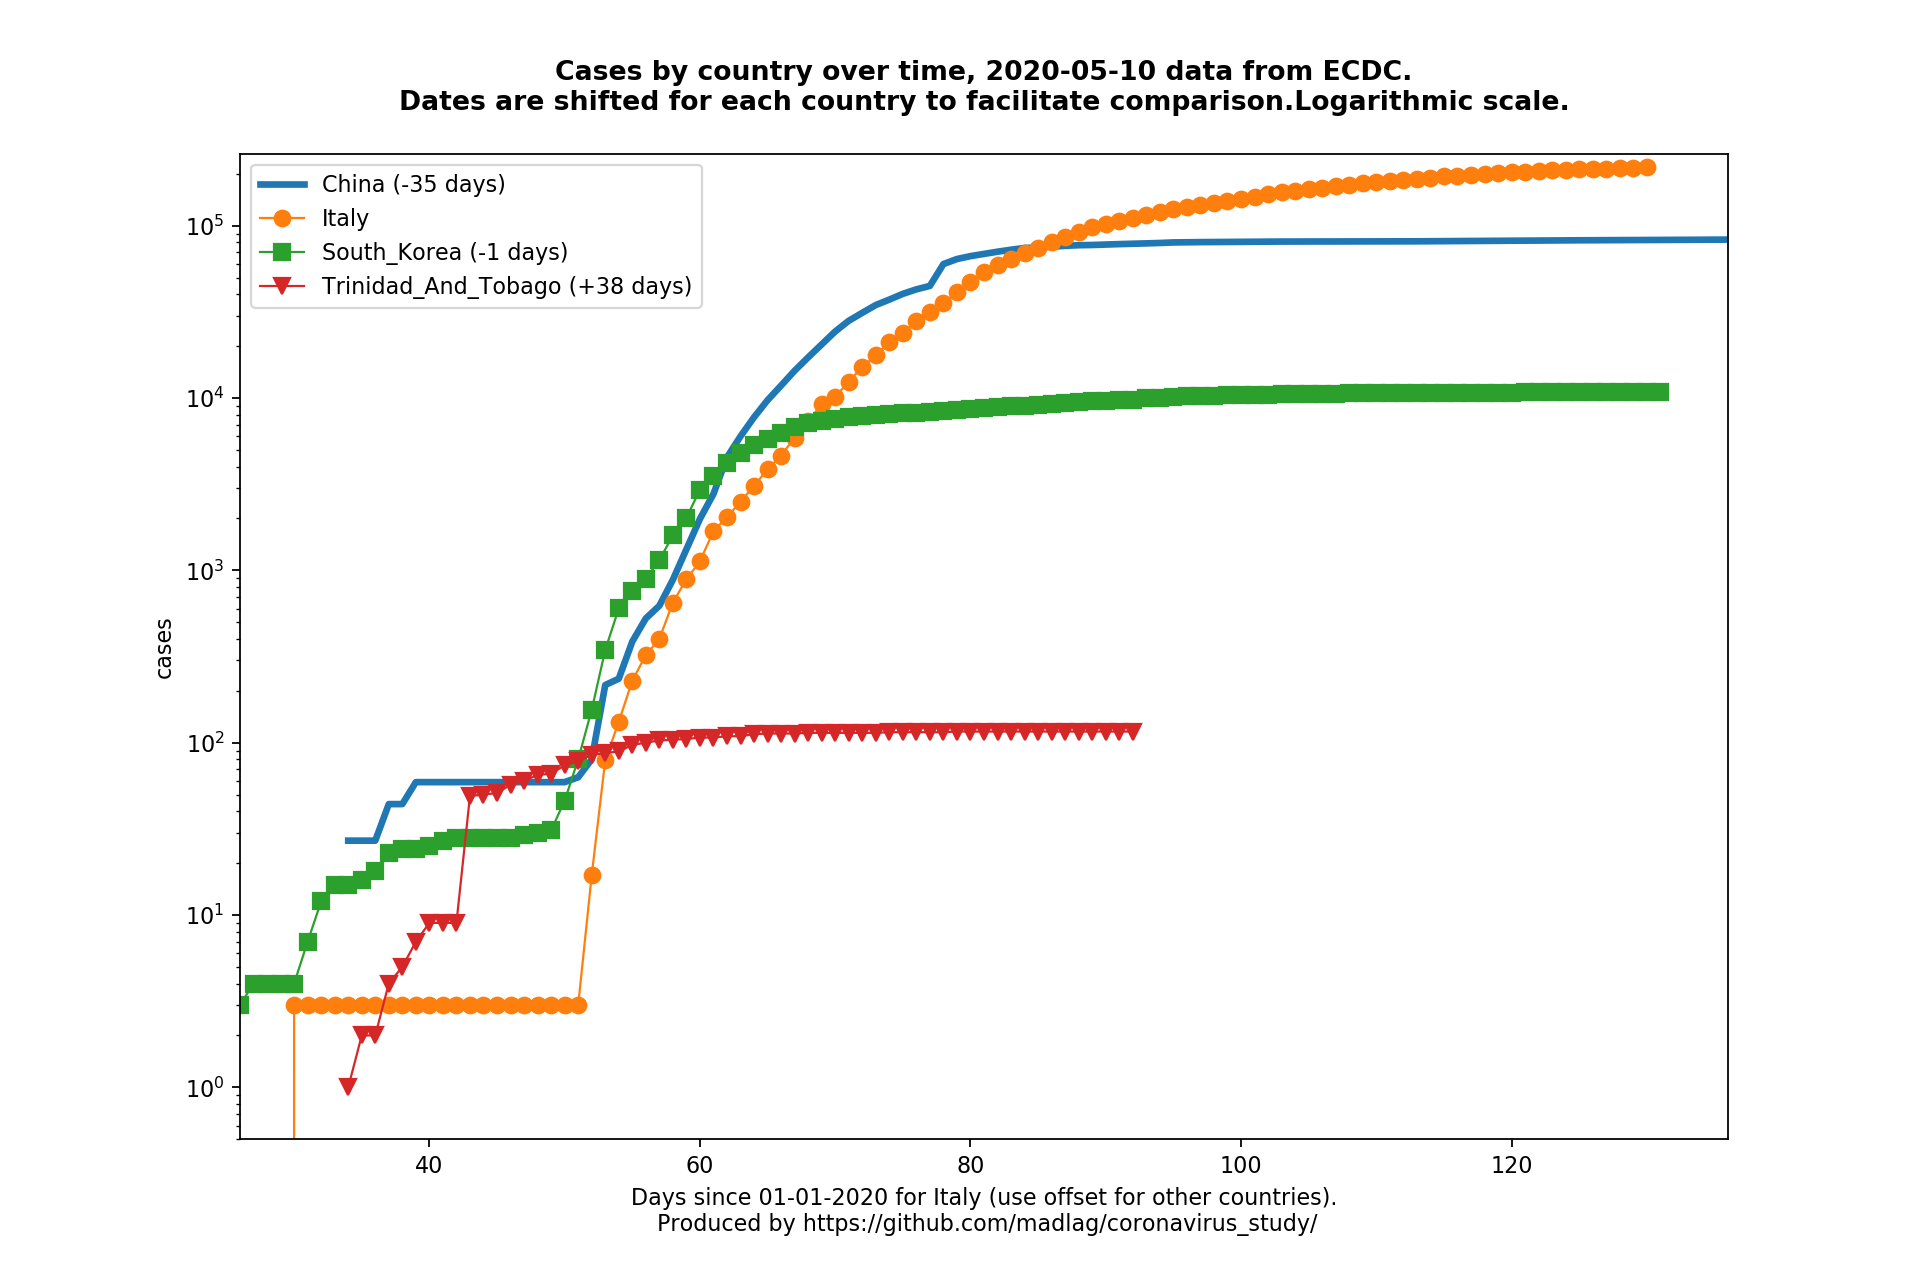 Cases by country over time, 2020-05-10 data from ECDC.
Dates are shifted for each country to facilitate comparison.Logarithmic scale.
China (-35 days)
Italy
South_Korea (-1 days)
Trinidad_And_Tobago (+38 days)
10^5
10^4
10^3
10^2
10^1
10^0
cases
40 60 80 100 120
Days since 01-01-2020 for Italy (use offset for other countries).
Produced by https://github.com/madlag/coronavirus_study/